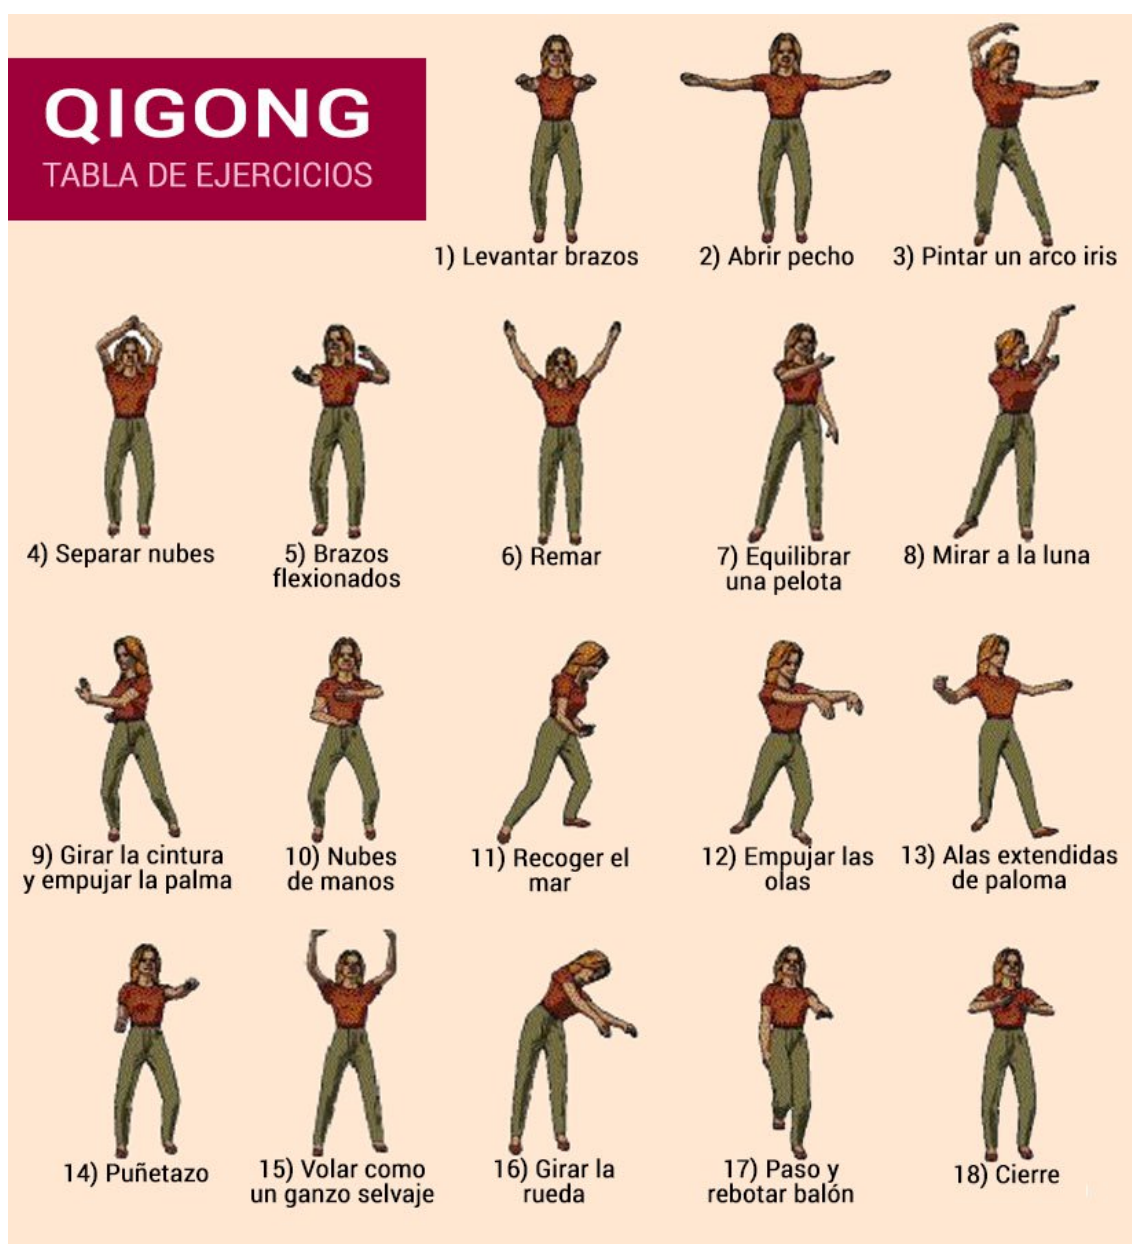 QIGONG
TABLA DE EJERCICIOS
1) Levantar brazos
2) Abrir pecho
3) Pintar un arco iris
4) Separar nubes
5) Brazos
flexionados
6) Remar
7) Equilibrar
una pelota
8) Mirar a la luna
9) Girar la cintura
y empujar la palma
10) Nubes
de manos
11) Recoger el
mar
12) Empujar las
olas
13) Alas extendidas
de paloma
14) Puñetazo
15) Volar como
un ganzo selvaje
16) Girar la
rueda
17) Paso y
rebotar balón
18) Cierre